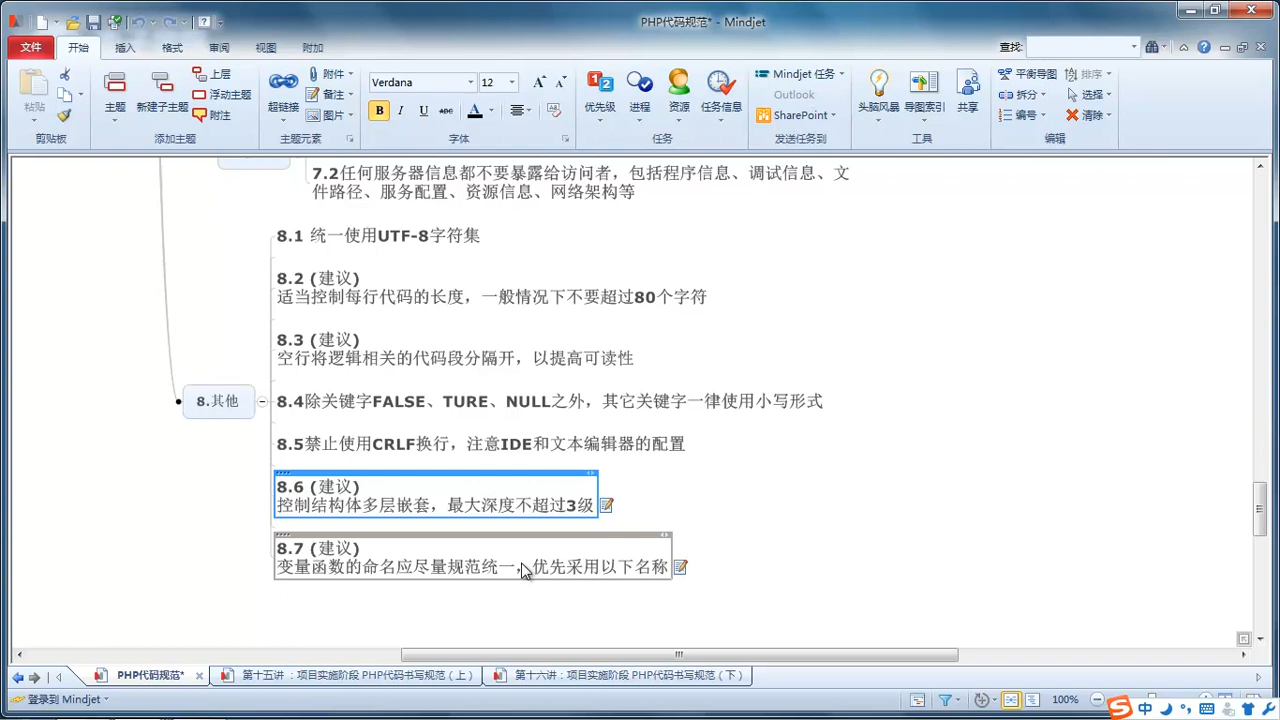 PHP代码规范* - Mindjet
文件 开始 插入 格式 审阅 视图 附加 查找:
粘贴 剪贴板
主题 新建子主题 上层 浮动主题 附注 添加主题
超链接 附件 备注 图片 主题元素
Verdana 12 B I U abc A 字体
优先级 进程 资源 任务信息 任务
Mindjet 任务 Outlook SharePoint 发送任务到
头脑风暴 导图索引 共享 工具
平衡导图 排序 拆分 选择 编号 清除 编辑
7.2任何服务器信息都不要暴露给访问者，包括程序信息、调试信息、文
件路径、服务配置、资源信息、网络架构等
8.其他
8.1 统一使用UTF-8字符集
8.2 (建议)
适当控制每行代码的长度，一般情况下不要超过80个字符
8.3 (建议)
空行将逻辑相关的代码段分隔开，以提高可读性
8.4除关键字FALSE、TURE、NULL之外，其它关键字一律使用小写形式
8.5禁止使用CRLF换行，注意IDE和文本编辑器的配置
8.6 (建议)
控制结构体多层嵌套，最大深度不超过3级
8.7 (建议)
变量函数的命名应尽量规范统一，优先采用以下名称
PHP代码规范* 第十五讲：项目实施阶段 PHP代码书写规范（上） 第十六讲：项目实施阶段 PHP代码书写规范（下）
登录到 Mindjet 100% 中